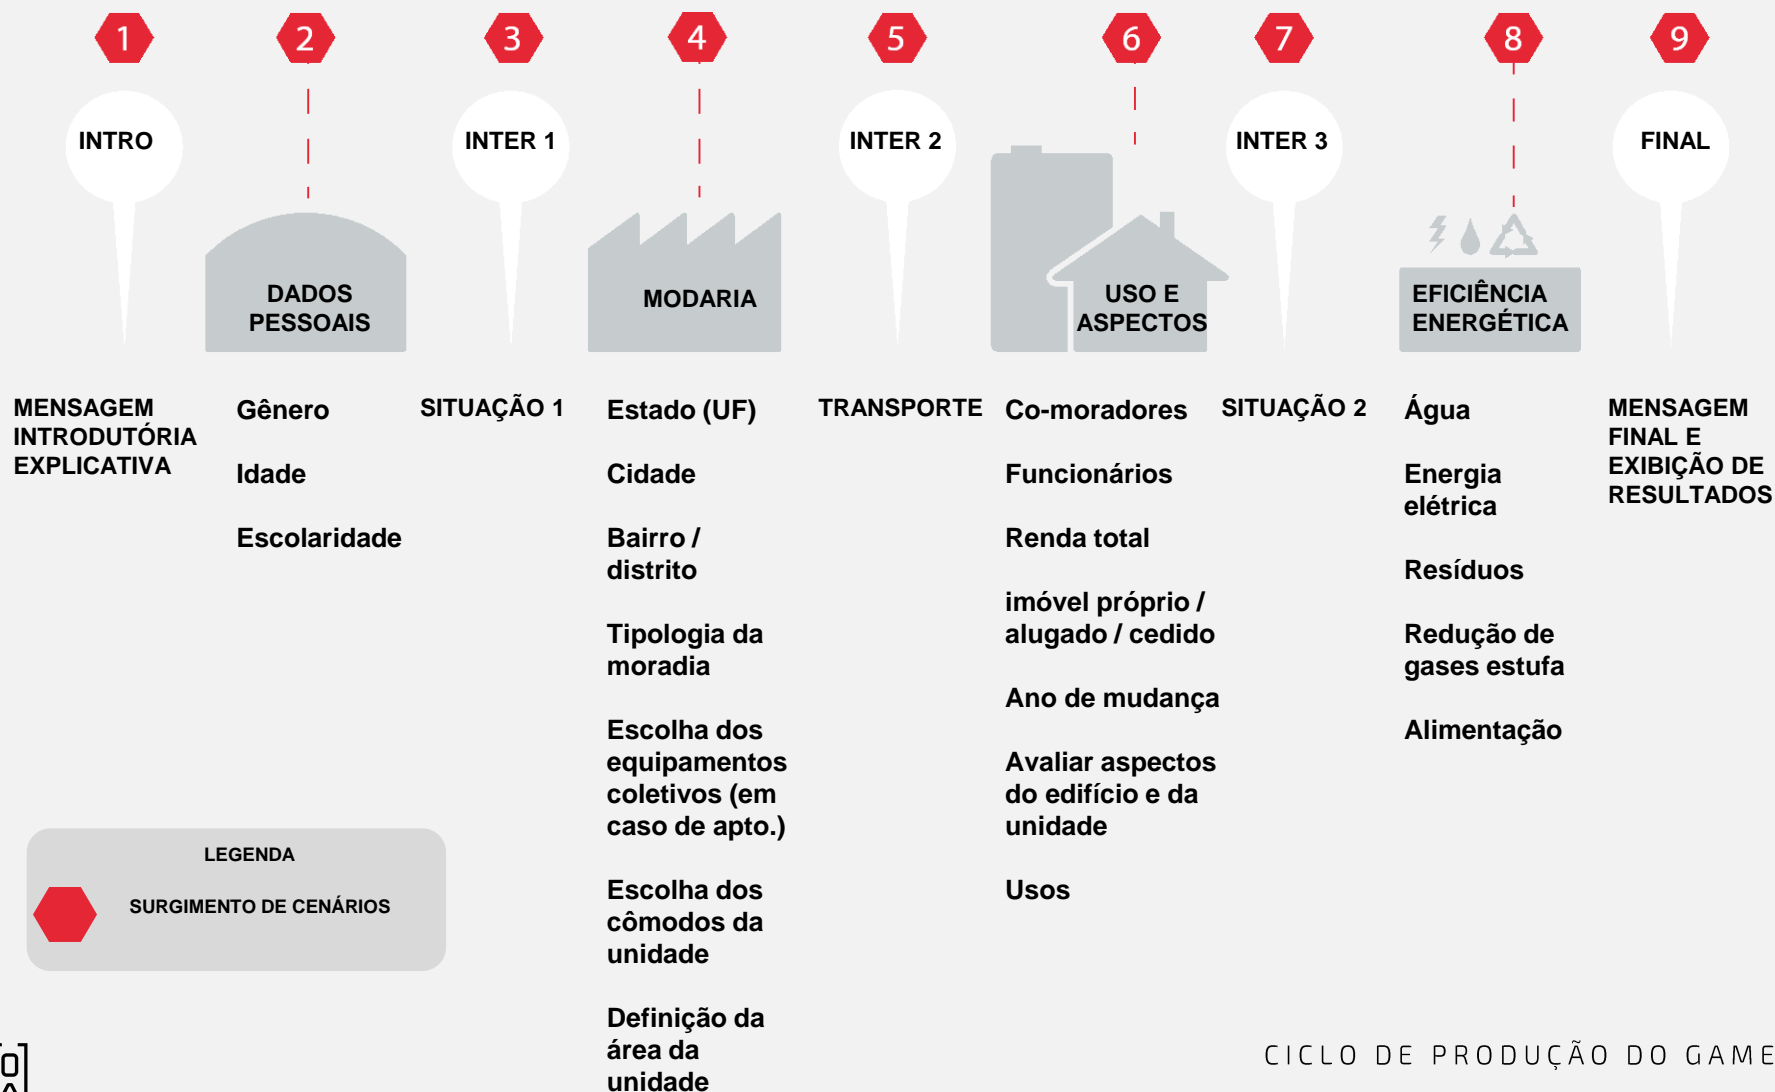 1
2
3
4
5
6
7
8
9
INTRO
INTER 1
INTER 2
INTER 3
FINAL
DADOS
PESSOAIS
MODARIA
USO E
ASPECTOS
EFICIÊNCIA
ENERGÉTICA
MENSAGEM
INTRODUTÓRIA
EXPLICATIVA
Gênero
Idade
Escolaridade
SITUAÇÃO 1
Estado (UF)
Cidade
Bairro /
distrito
Tipologia da
moradia
Escolha dos
equipamentos
coletivos (em
caso de apto.)
Escolha dos
cômodos da
unidade
Definição da
área da
unidade
TRANSPORTE
Co-moradores
Funcionários
Renda total
imóvel próprio /
alugado / cedido
Ano de mudança
Avaliar aspectos
do edifício e da
unidade
Usos
SITUAÇÃO 2
Água
Energia
elétrica
Resíduos
Redução de
gases estufa
Alimentação
MENSAGEM
FINAL E
EXIBIÇÃO DE
RESULTADOS
LEGENDA
SURGIMENTO DE CENÁRIOS
CICLO DE PRODUÇÃO DO GAME